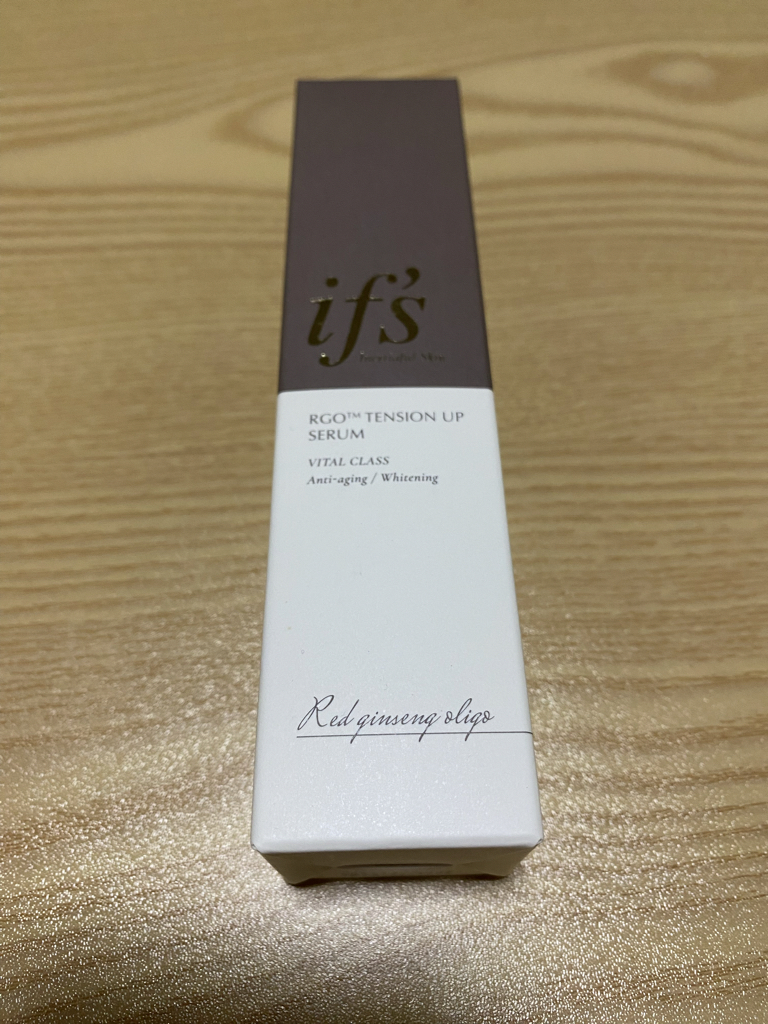 if's
RGO™ TENSION UP
SERUM
VITAL CLASS
Anti-aging / Whitening
Red ginseng oligo